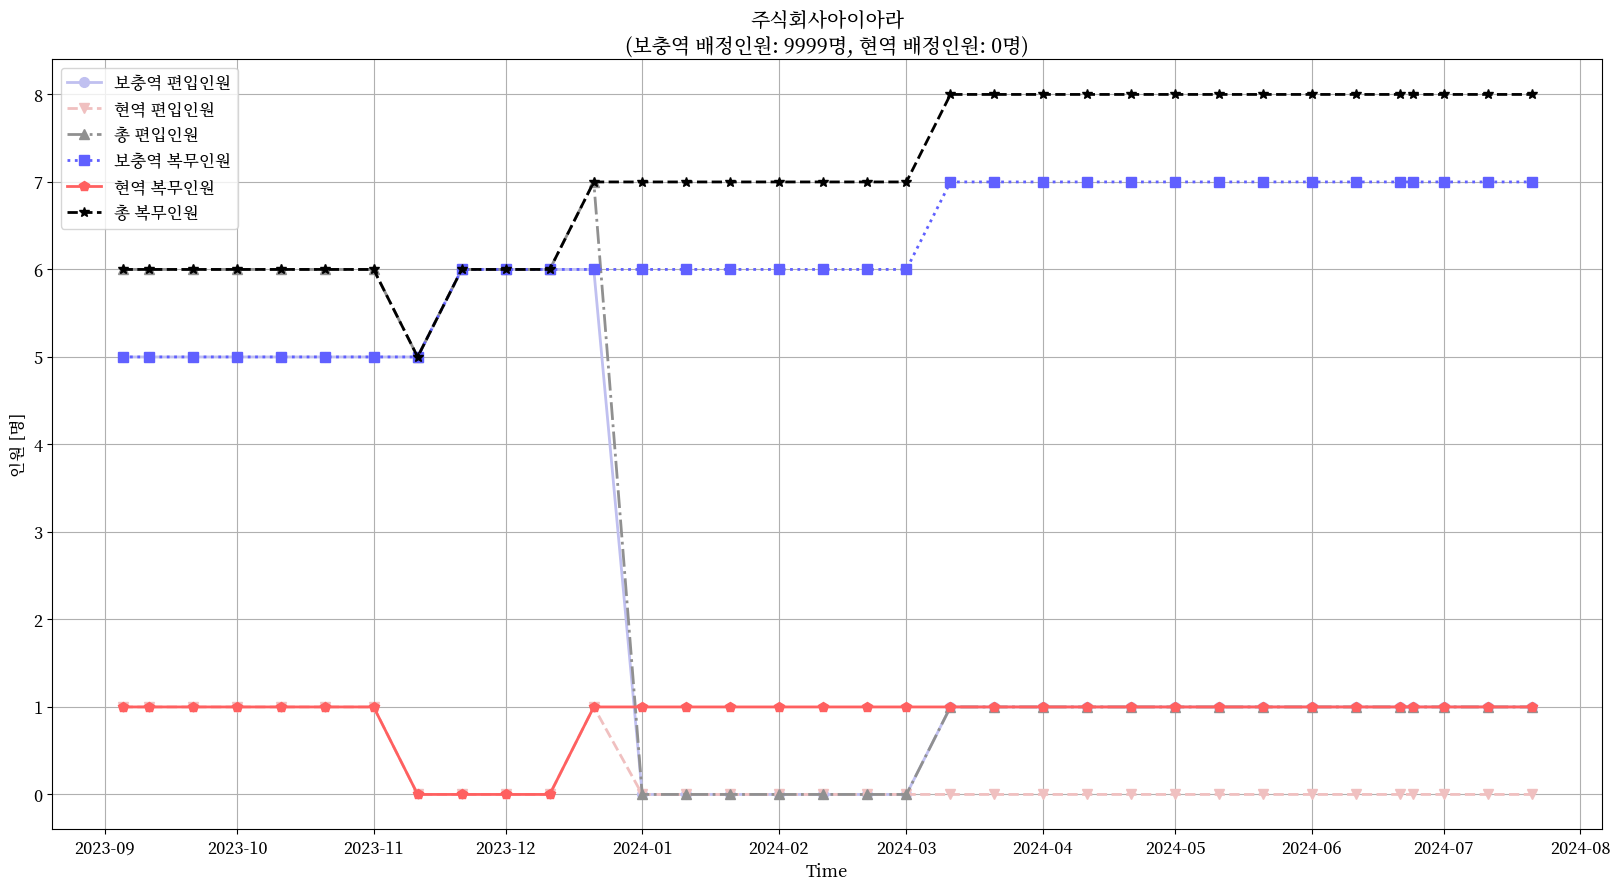 주식회사아이아라
(보충역 배정인원: 9999명, 현역 배정인원: 0명)
보충역 편입인원
현역 편입인원
총 편입인원
보충역 복무인원
현역 복무인원
총 복무인원
8
7
6
5
4
3
2
1
0
인원 [명]
2023-09
2023-10
2023-11
2023-12
2024-01
2024-02
2024-03
2024-04
2024-05
2024-06
2024-07
2024-08
Time